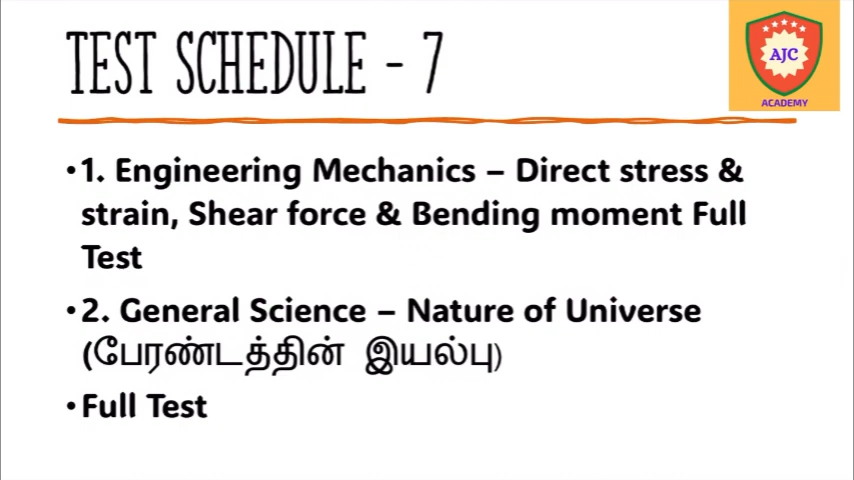 TEST SCHEDULE - 7
AJC
ACADEMY
•1. Engineering Mechanics – Direct stress &
strain, Shear force & Bending moment Full
Test
•2. General Science – Nature of Universe
(பேரண்டத்தின் இயல்பு)
•Full Test